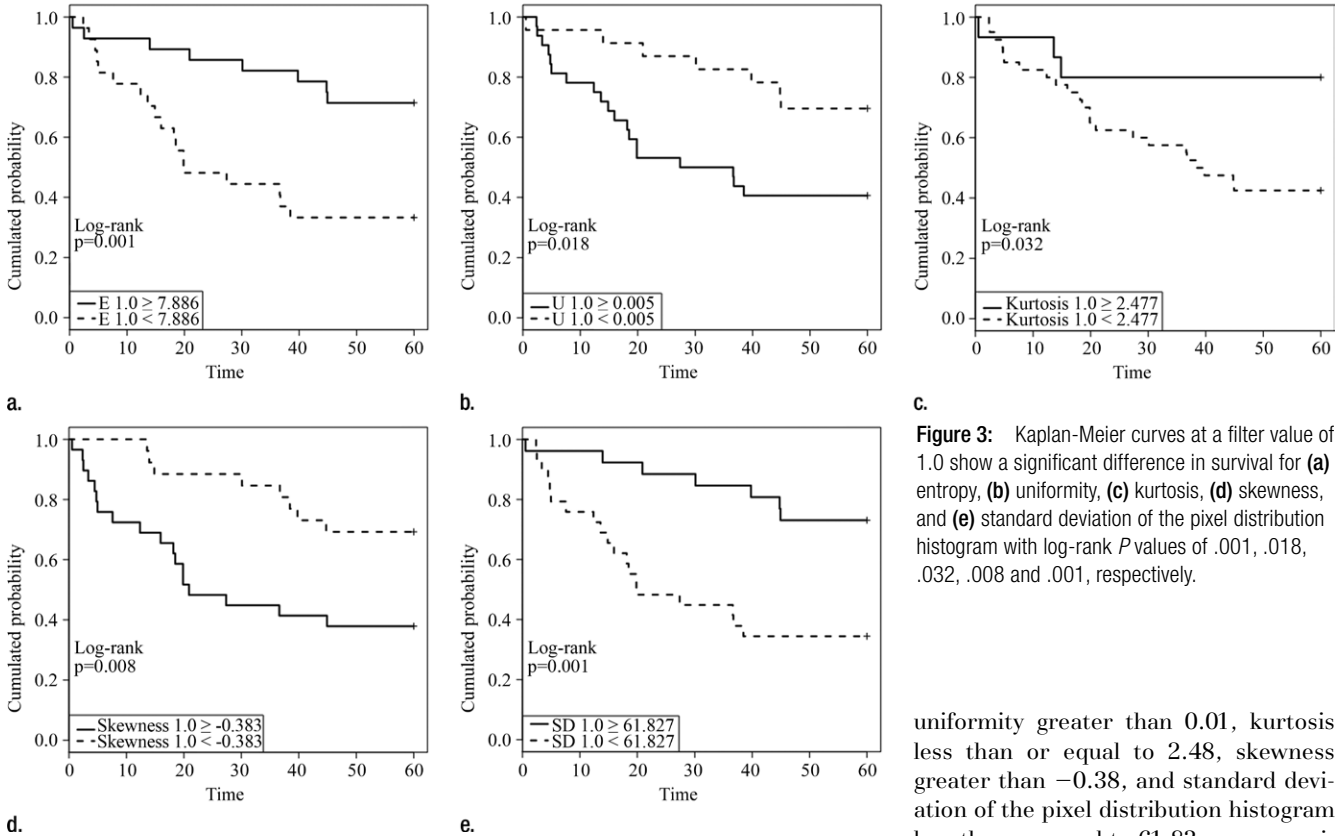 1.0
0.8
0.6
0.4
0.2
0.0
Cumulated probability
Log-rank
p=0.001
E 1.0 ≥ 7.886
E 1.0 < 7.886
0 10 20 30 40 50 60
Time
a.
1.0
0.8
0.6
0.4
0.2
0.0
Cumulated probability
Log-rank
p=0.018
U 1.0 ≥ 0.005
U 1.0 < 0.005
0 10 20 30 40 50 60
Time
b.
1.0
0.8
0.6
0.4
0.2
0.0
Cumulated probability
Log-rank
p=0.032
Kurtosis 1.0 ≥ 2.477
Kurtosis 1.0 < 2.477
0 10 20 30 40 50 60
Time
c.
1.0
0.8
0.6
0.4
0.2
0.0
Cumulated probability
Log-rank
p=0.008
Skewness 1.0 ≥ -0.383
Skewness 1.0 < -0.383
0 10 20 30 40 50 60
Time
d.
1.0
0.8
0.6
0.4
0.2
0.0
Cumulated probability
Log-rank
p=0.001
SD 1.0 ≥ 61.827
SD 1.0 < 61.827
0 10 20 30 40 50 60
Time
e.
Figure 3: Kaplan-Meier curves at a filter value of
1.0 show a significant difference in survival for (a)
entropy, (b) uniformity, (c) kurtosis, (d) skewness,
and (e) standard deviation of the pixel distribution
histogram with log-rank P values of .001, .018,
.032, .008 and .001, respectively.
uniformity greater than 0.01, kurtosis
less than or equal to 2.48, skewness
greater than −0.38, and standard devi-
ation of the pixel distribution histogram